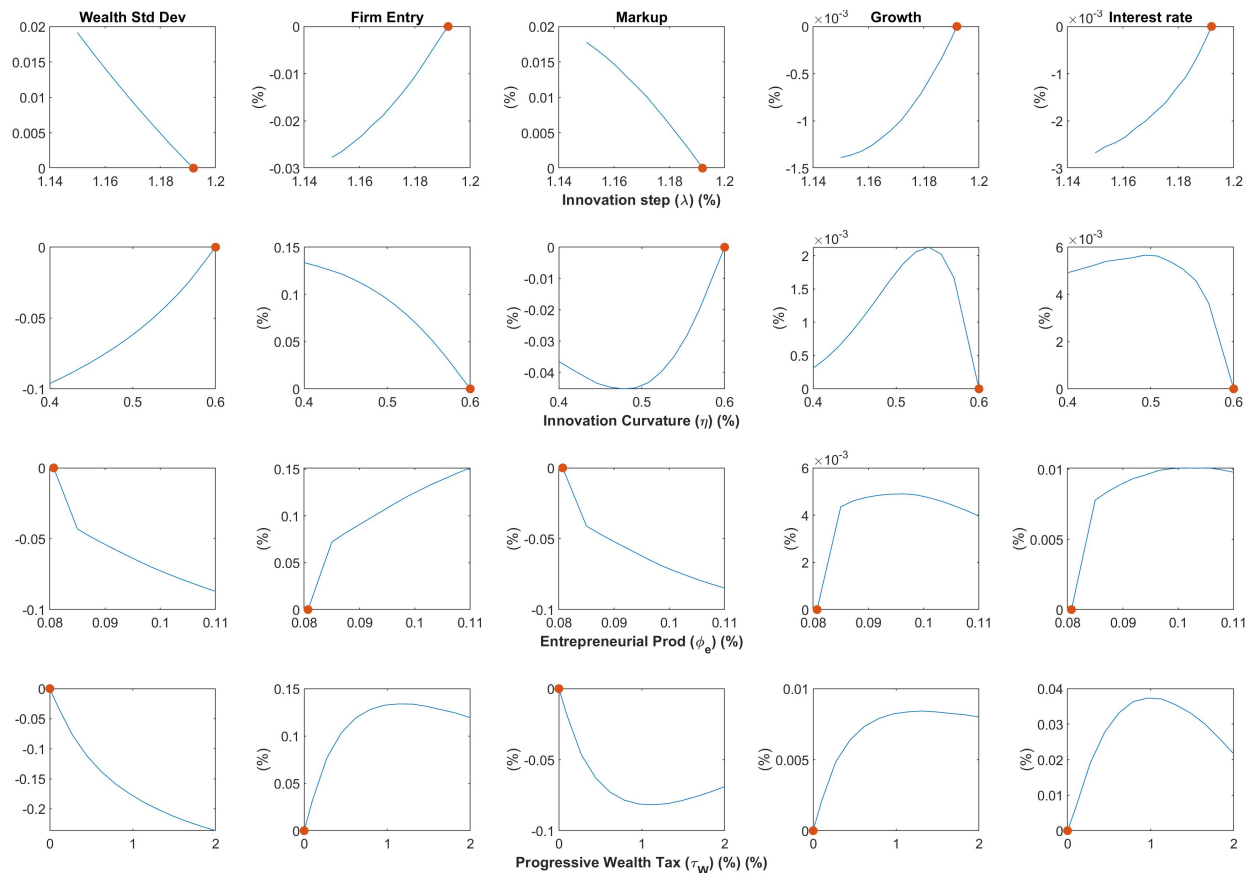 Wealth Std Dev Firm Entry Markup Growth Interest rate
0.02 0.015 0.01 0.005 0
1.14 1.16 1.18 1.2
(%) 0 -0.01 -0.02 -0.03
1.14 1.16 1.18 1.2
(%) 0.02 0.015 0.01 0.005 0
1.14 1.16 1.18 1.2
(%) ×10⁻³ 0 -0.5 -1 -1.5
1.14 1.16 1.18 1.2
(%) ×10⁻³ 0 -1 -2 -3
1.14 1.16 1.18 1.2
Innovation step (λ) (%)
0 -0.05 -0.1
0.4 0.5 0.6
(%) 0.15 0.1 0.05 0
0.4 0.5 0.6
(%) 0 -0.01 -0.02 -0.03 -0.04
0.4 0.5 0.6
(%) ×10⁻³ 2 1.5 1 0.5 0
0.4 0.5 0.6
(%) ×10⁻³ 6 4 2 0
0.4 0.5 0.6
Innovation Curvature (η) (%)
0 -0.05 -0.1
0.08 0.09 0.1 0.11
(%) 0.15 0.1 0.05 0
0.08 0.09 0.1 0.11
(%) 0 -0.05 -0.1
0.08 0.09 0.1 0.11
(%) ×10⁻³ 6 4 2 0
0.08 0.09 0.1 0.11
(%) 0.01 0.005 0
0.08 0.09 0.1 0.11
Entrepreneurial Prod (ϕe) (%)
0 -0.05 -0.1 -0.15 -0.2
0 1 2
(%) 0.15 0.1 0.05 0
0 1 2
(%) 0 -0.05 -0.1
0 1 2
(%) 0.01 0.005 0
0 1 2
(%) 0.04 0.03 0.02 0.01 0
0 1 2
Progressive Wealth Tax (τW) (%) (%)